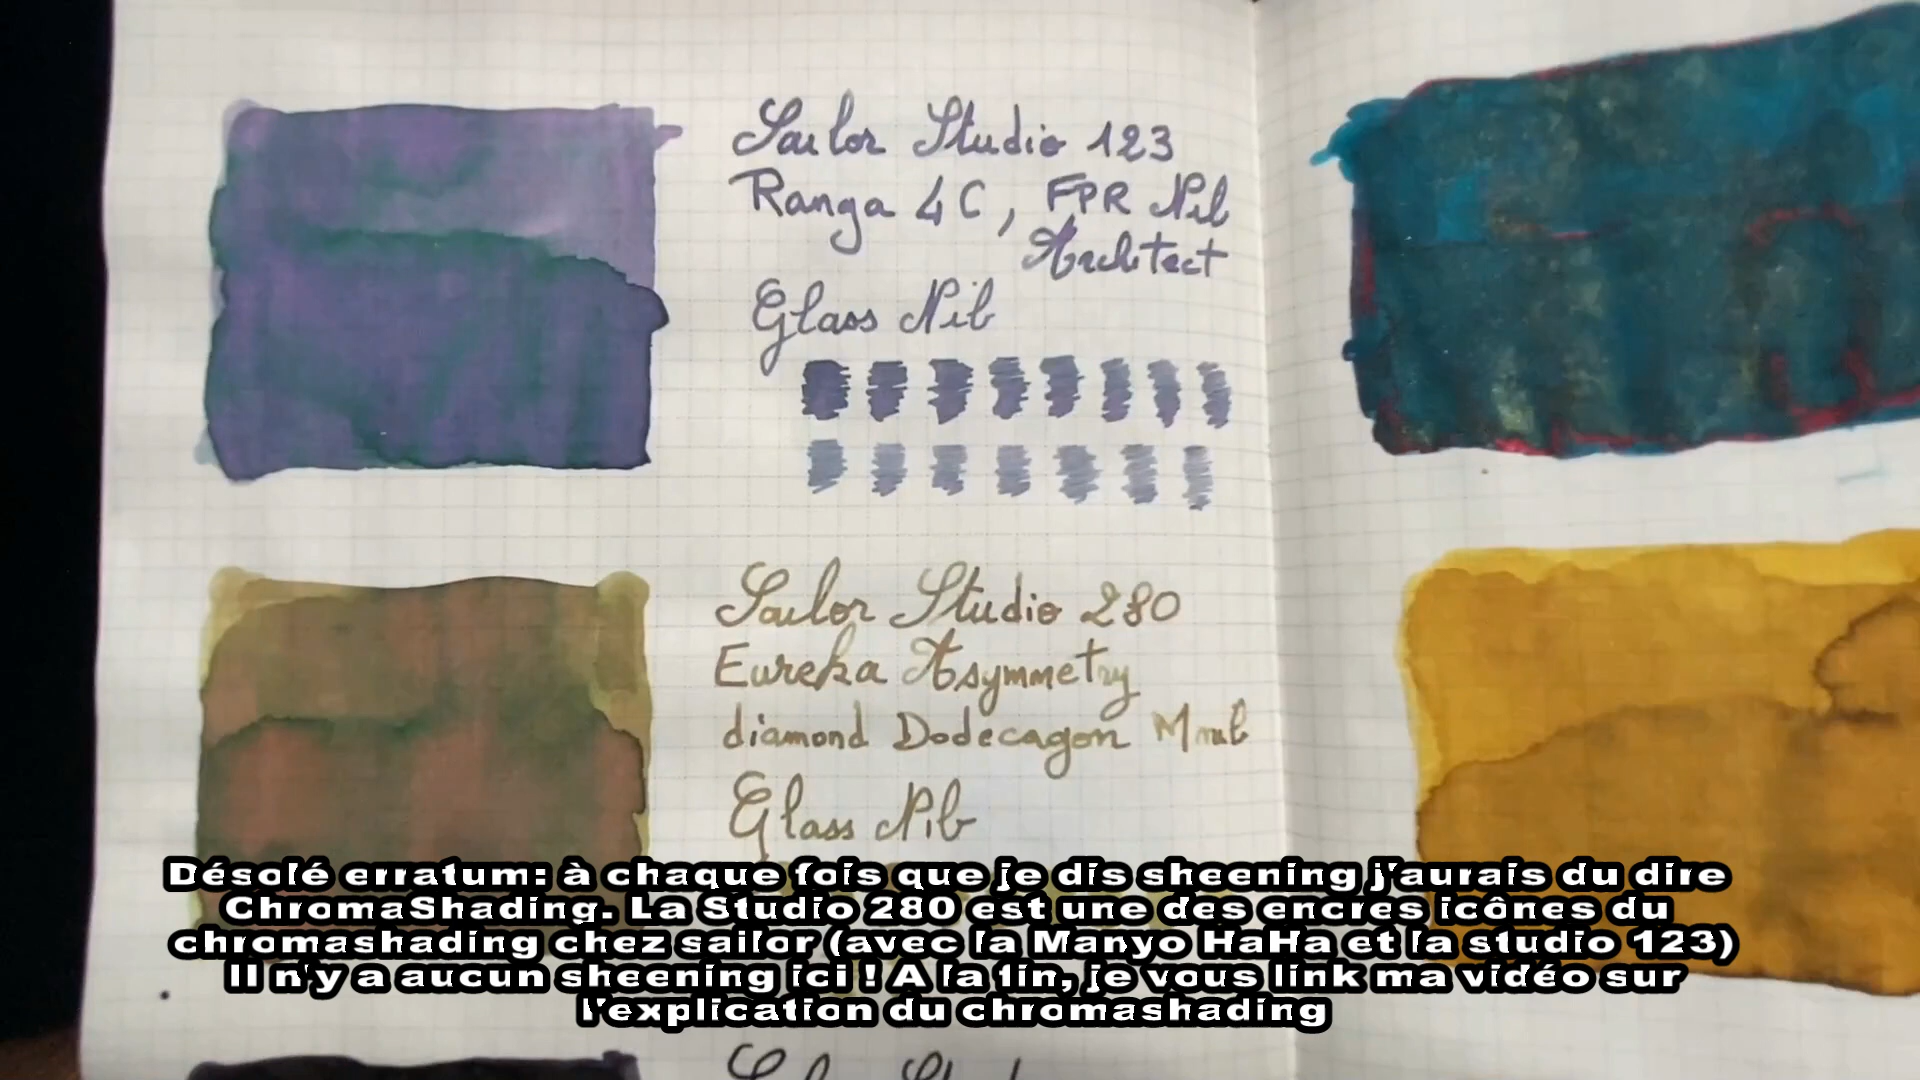 Sailor Studio 123
Ranga 4C, FPR Nib
Architect
Glass Nib
Sailor Studio 280
Eureka Asymmetry
diamond Dodecagon M nib
Glass Nib
Désolé erratum: à chaque fois que je dis sheening j'aurais du dire
ChromaShading. La Studio 280 est une des encres icônes du
chromashading chez sailor (avec la Manyo HaHa et la studio 123)
Il n'y a aucun sheening ici ! A la fin, je vous link ma vidéo sur
l'explication du chromashading